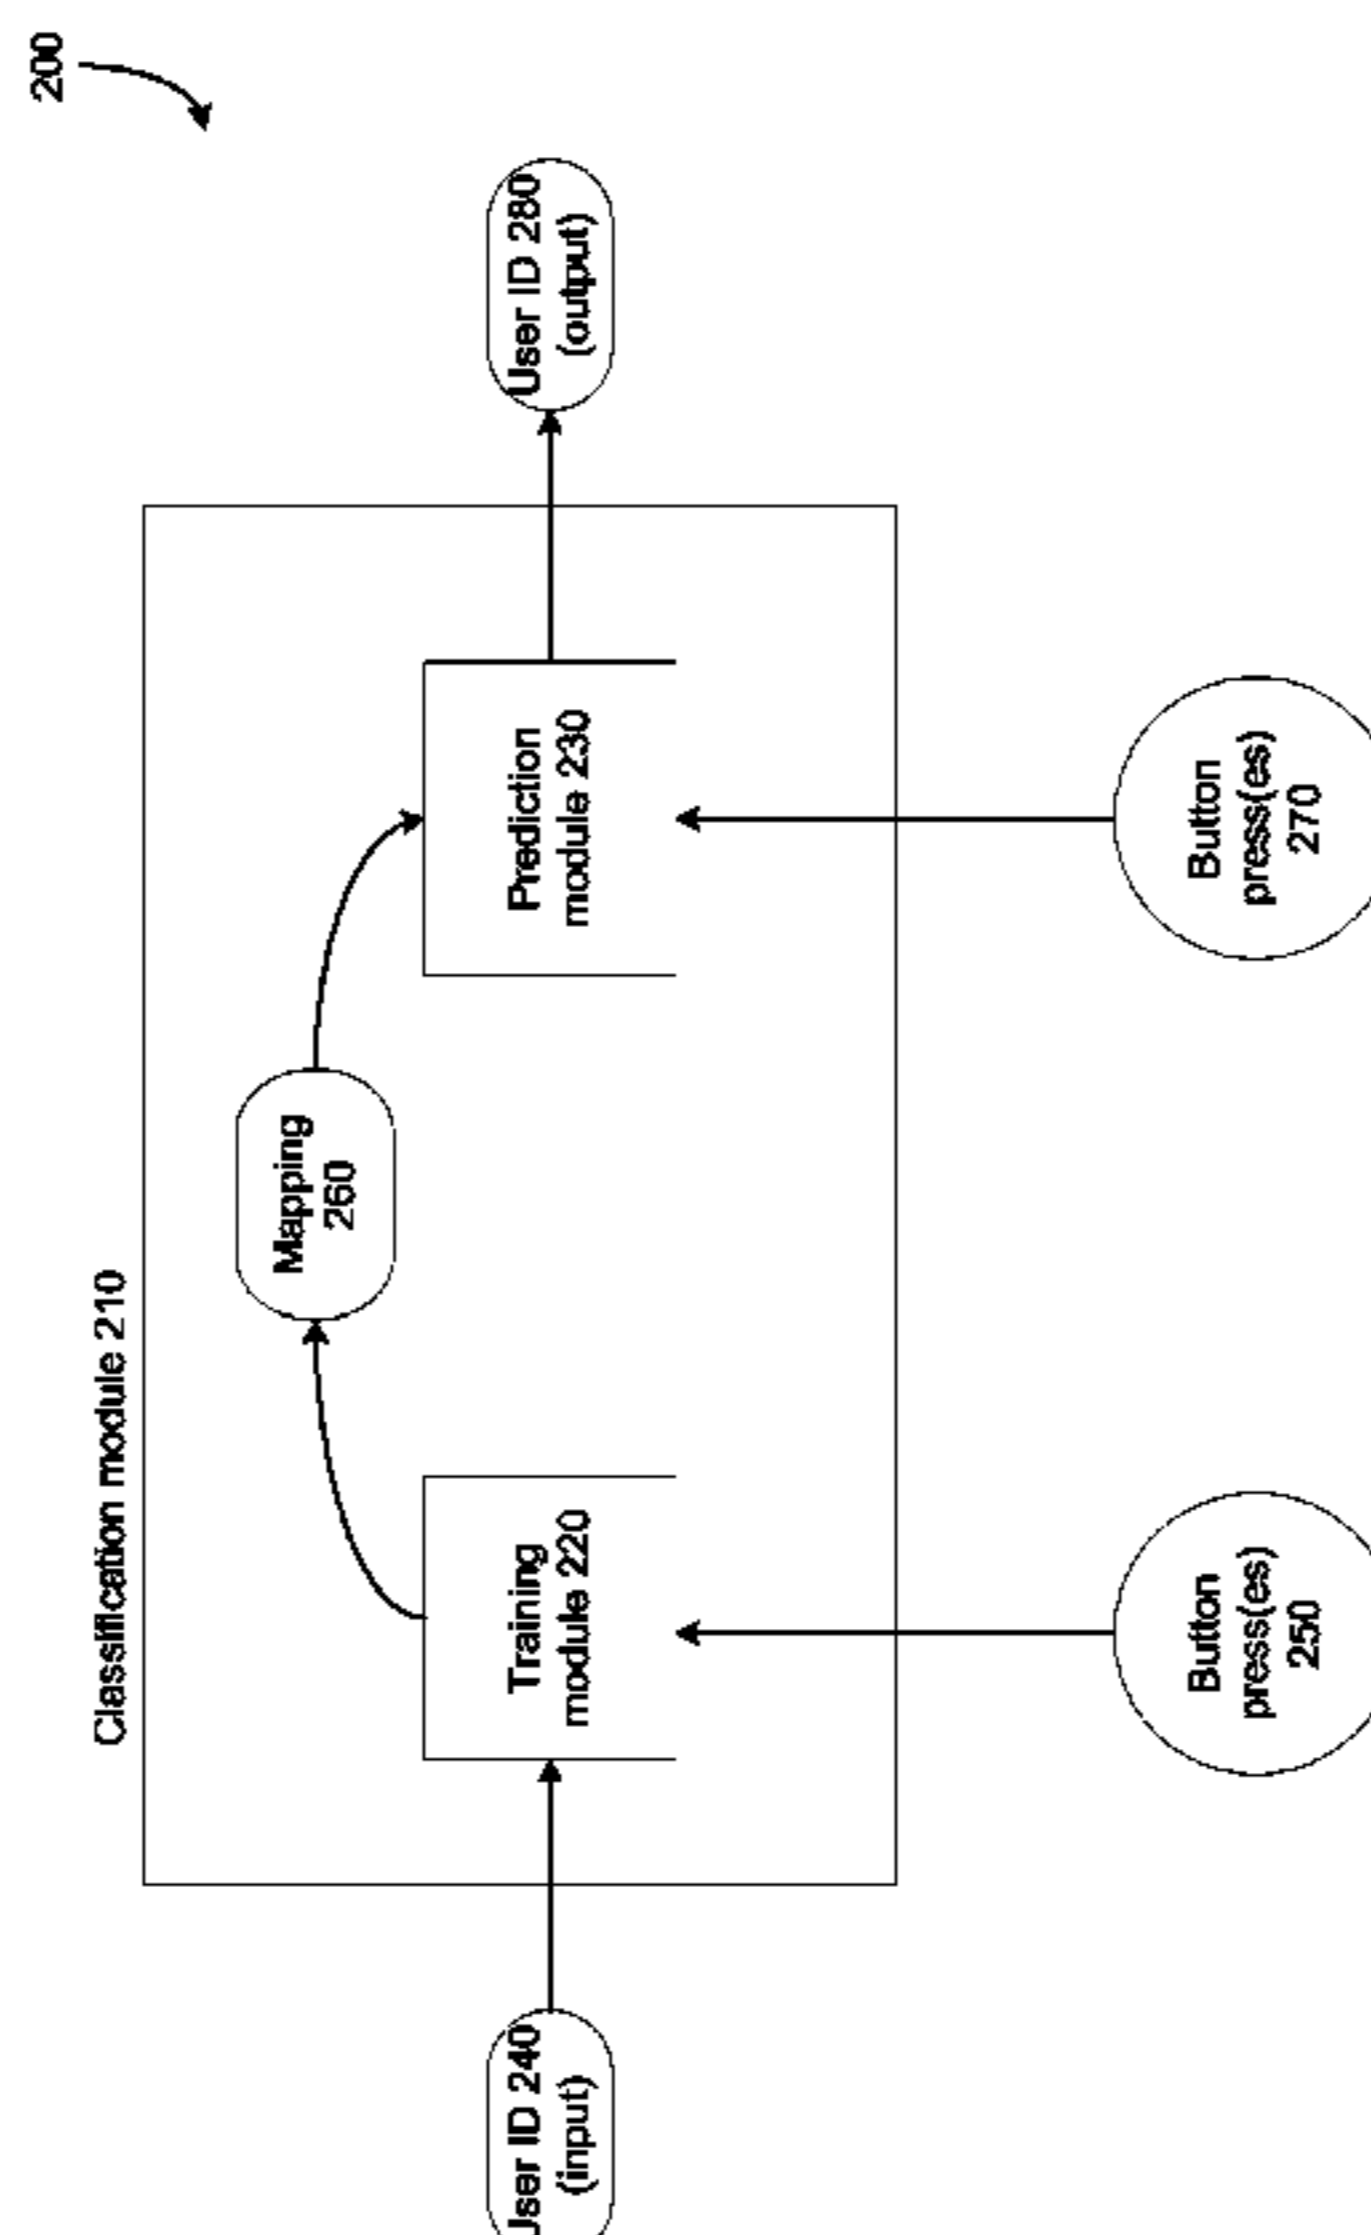 200
Classification module 210
Mapping
260
User ID 240
(input)
Training
module 220
Prediction
module 230
User ID 280
(output)
Button
press(es)
250
Button
press(es)
270